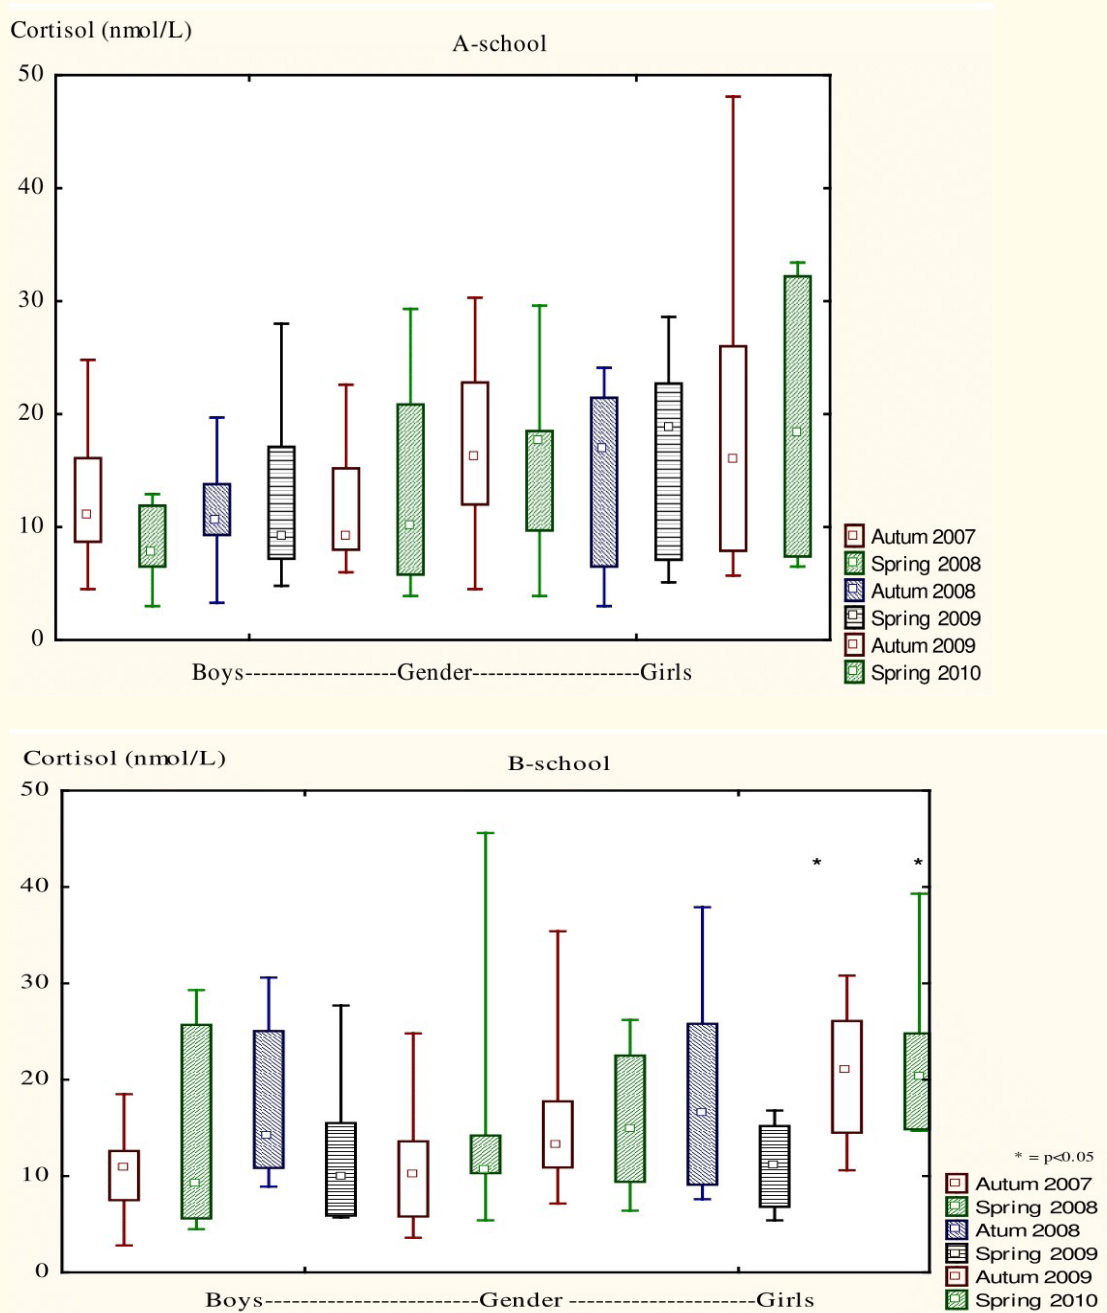 Cortisol (nmol/L)
A-school
50
40
30
20
10
0
Autum 2007
Spring 2008
Autum 2008
Spring 2009
Autum 2009
Spring 2010
Boys-------------------Gender---------------------Girls
Cortisol (nmol/L)
B-school
50
40
30
20
10
0
* *
* = p<0.05
Autum 2007
Spring 2008
Atum 2008
Spring 2009
Autum 2009
Spring 2010
Boys-----------------------Gender --------------------Girls